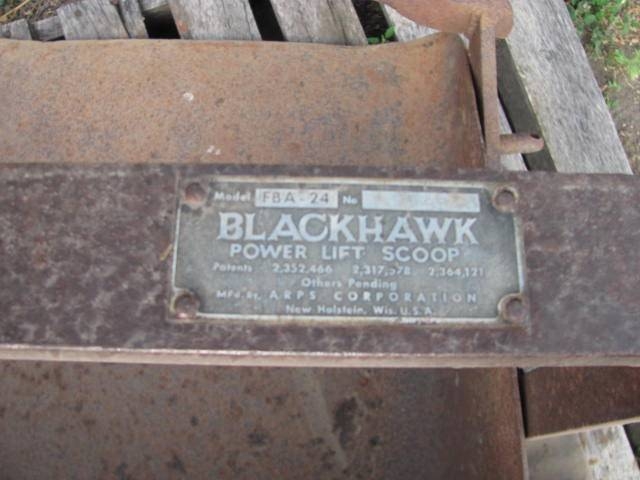 Model FBA-24 No
BLACKHAWK
POWER LIFT SCOOP
Patents 2,352,466 2,317,578 2,364,121
Others Pending
MFd. By. ARPS CORPORATION
New Holstein, Wis. U.S.A.